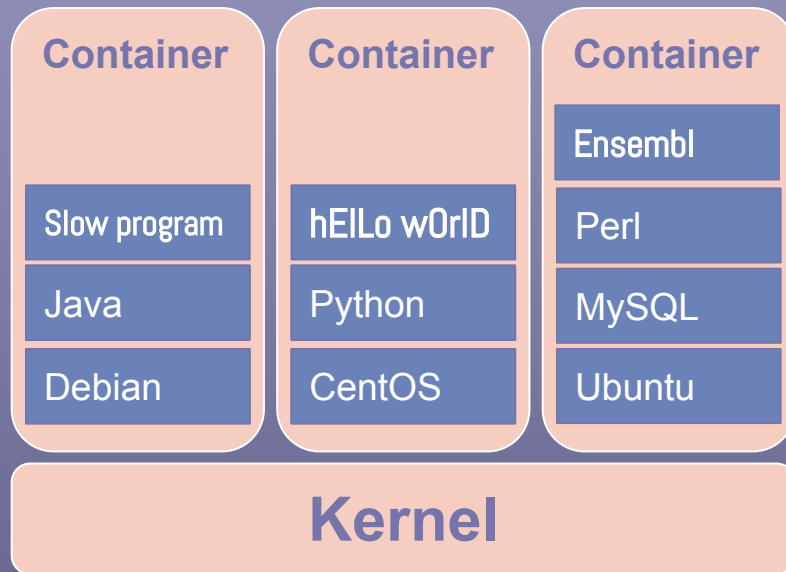 Container
Slow program
Java
Debian
Container
hElLo wOrlD
Python
CentOS
Container
Ensembl
Perl
MySQL
Ubuntu
Kernel